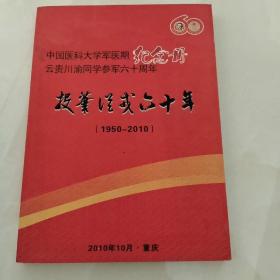 中国医科大学军医期纪念册
云贵川渝同学参军六十周年
投笔从戎六十年
(1950-2010)
2010年10月·重庆